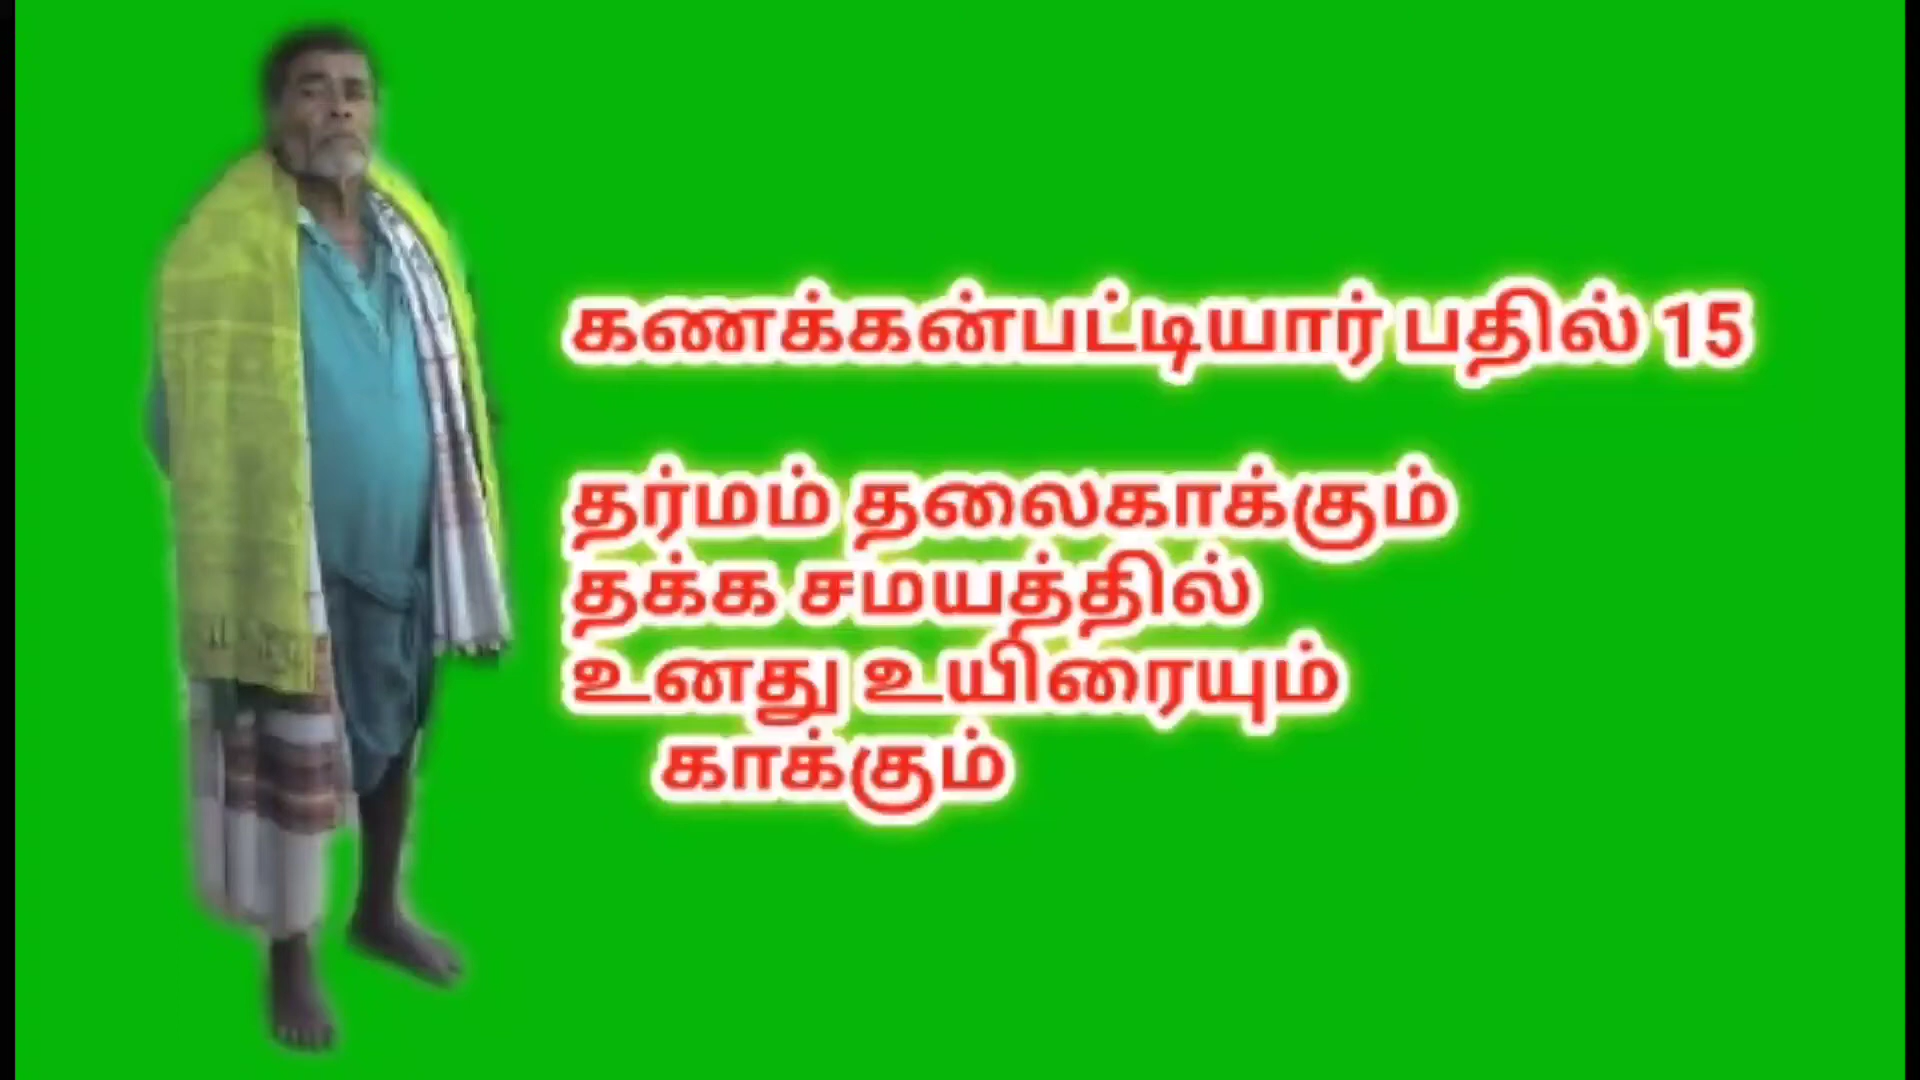 கணக்கன்பட்டியார் பதில் 15
தர்மம் தலைகாக்கும்
தக்க சமயத்தில்
உனது உயிரையும்
காக்கும்